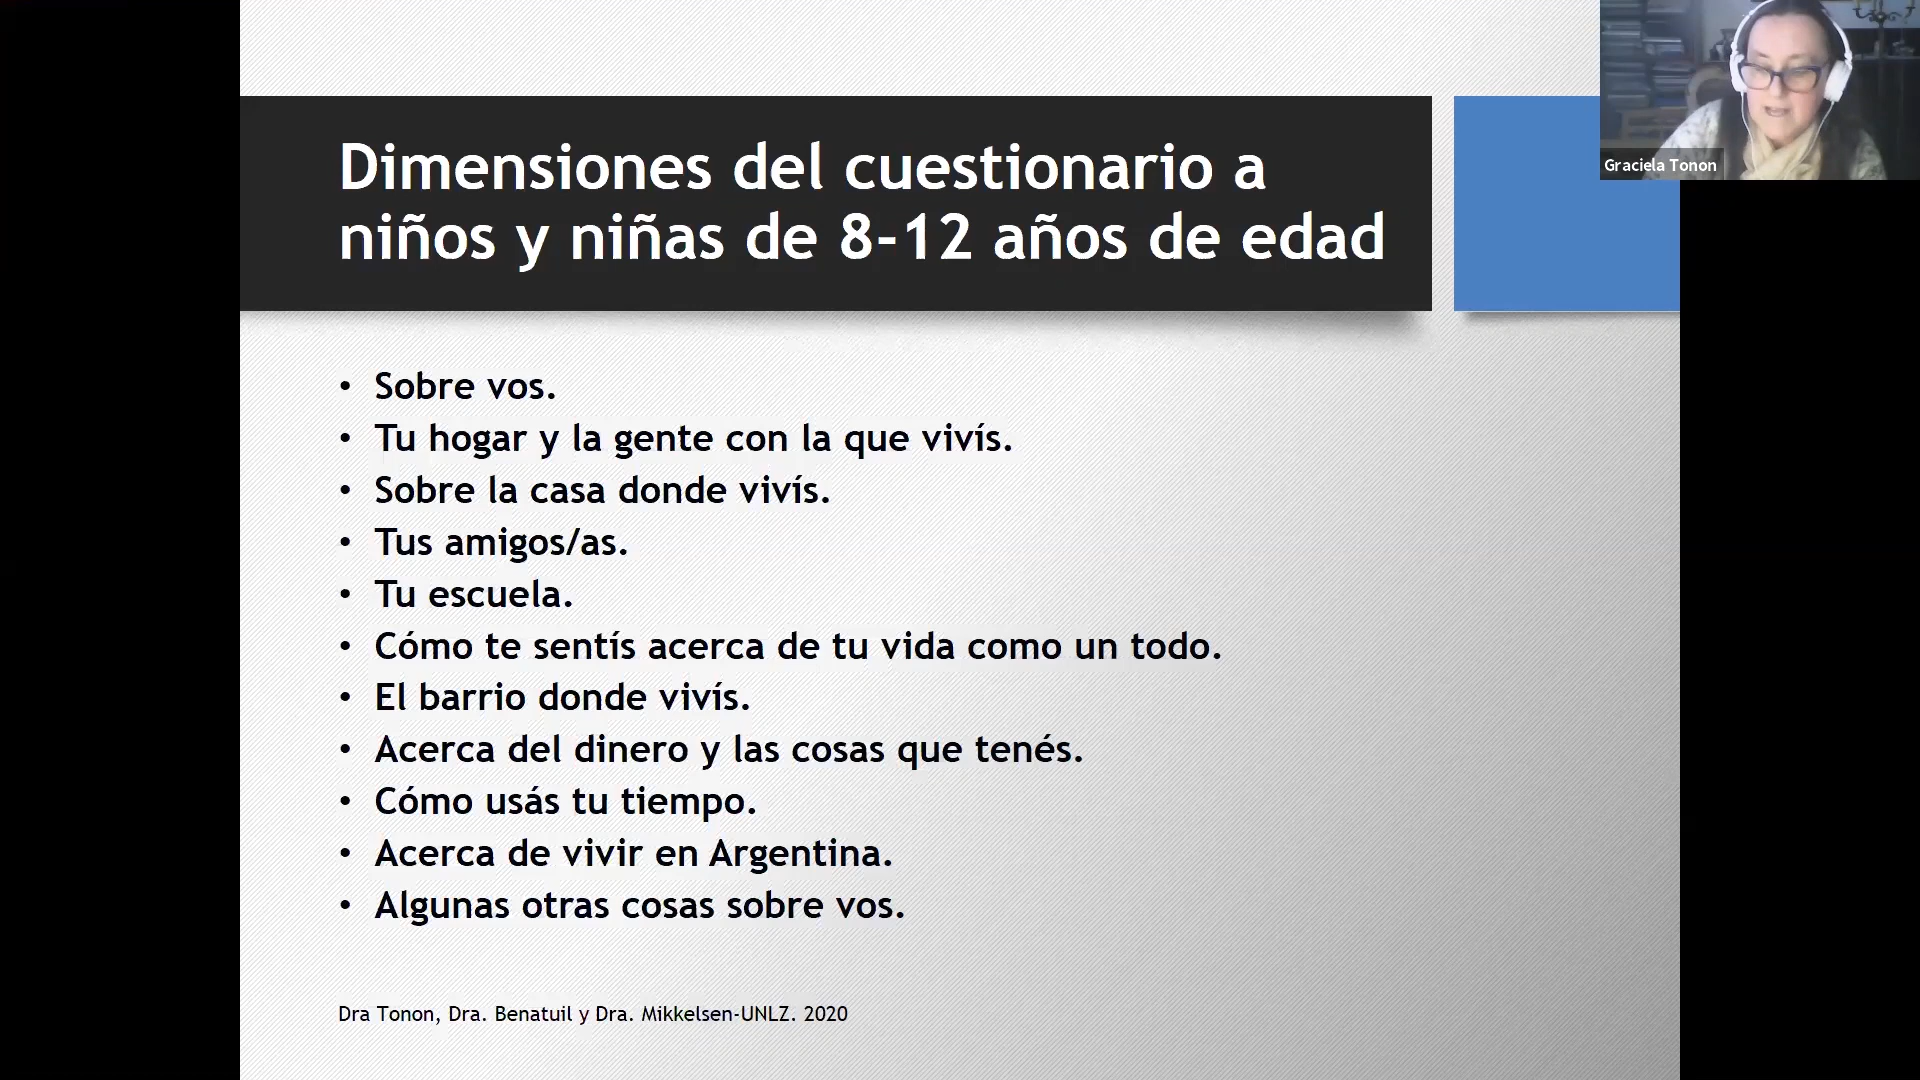 Graciela Tonon
Dimensiones del cuestionario a
niños y niñas de 8-12 años de edad
• Sobre vos.
• Tu hogar y la gente con la que vivís.
• Sobre la casa donde vivís.
• Tus amigos/as.
• Tu escuela.
• Cómo te sentís acerca de tu vida como un todo.
• El barrio donde vivís.
• Acerca del dinero y las cosas que tenés.
• Cómo usás tu tiempo.
• Acerca de vivir en Argentina.
• Algunas otras cosas sobre vos.
Dra Tonon, Dra. Benatuil y Dra. Mikkelsen-UNLZ. 2020